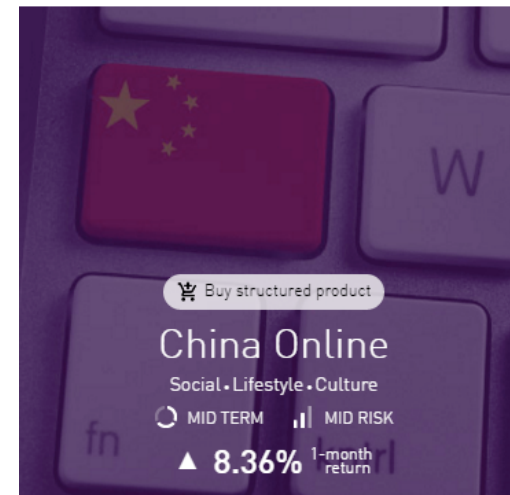 W
Buy structured product
China Online
Social • Lifestyle • Culture
MID TERM MID RISK
fn
▲ 8.36% 1-month return